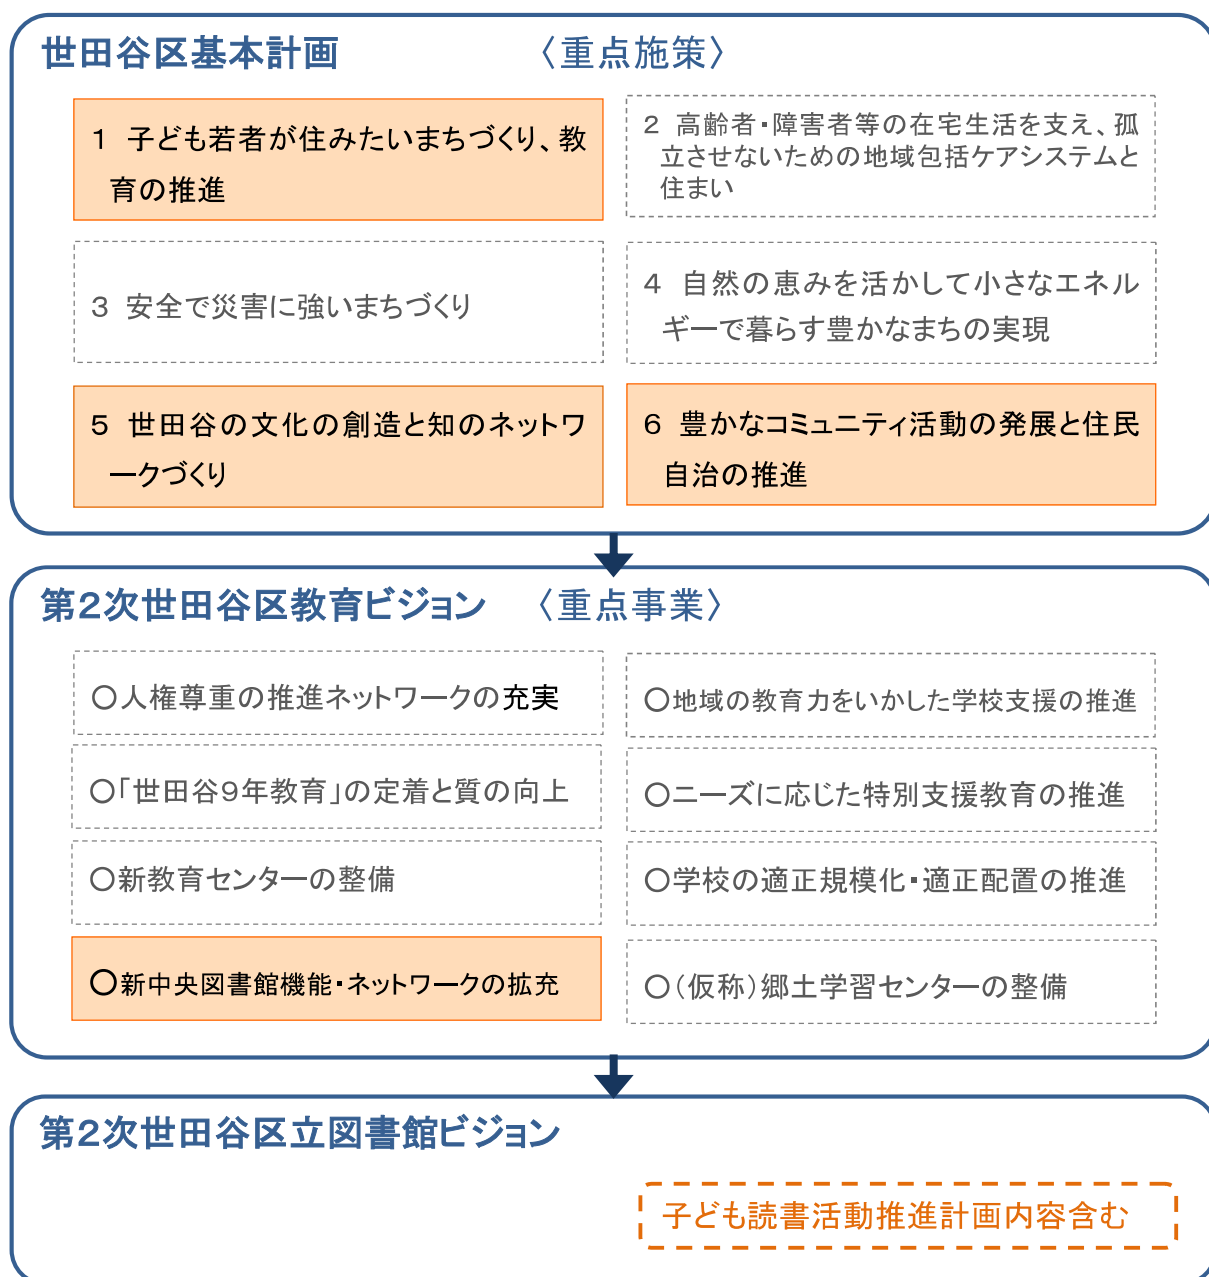 世田谷区基本計画 〈重点施策〉
1 子ども若者が住みたいまちづくり、教
育の推進
2 高齢者・障害者等の在宅生活を支え、孤
立させないための地域包括ケアシステムと
住まい
3 安全で災害に強いまちづくり
4 自然の恵みを活かして小さなエネル
ギーで暮らす豊かなまちの実現
5 世田谷の文化の創造と知のネットワ
ークづくり
6 豊かなコミュニティ活動の発展と住民
自治の推進
第2次世田谷区教育ビジョン 〈重点事業〉
○人権尊重の推進ネットワークの充実
○地域の教育力をいかした学校支援の推進
○「世田谷9年教育」の定着と質の向上
○ニーズに応じた特別支援教育の推進
○新教育センターの整備
○学校の適正規模化・適正配置の推進
○新中央図書館機能・ネットワークの拡充
○(仮称)郷土学習センターの整備
第2次世田谷区立図書館ビジョン
子ども読書活動推進計画内容含む